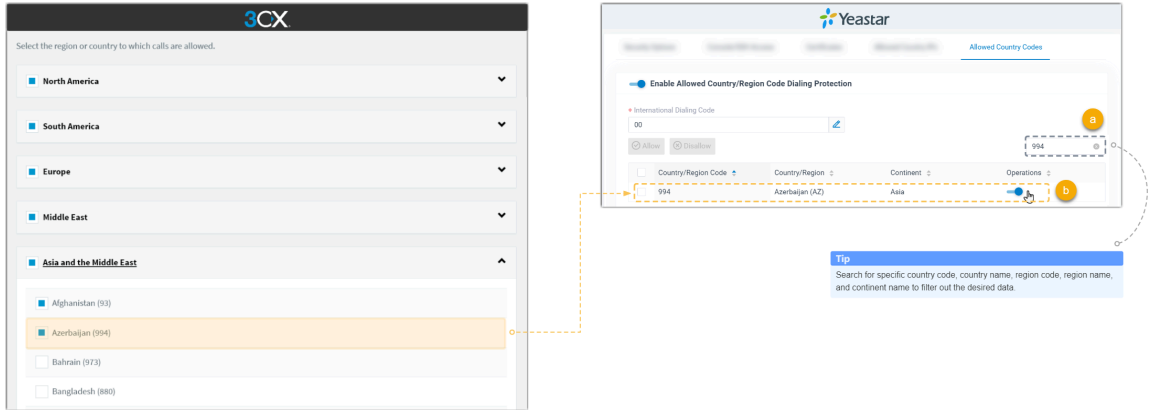 3CX
Select the region or country to which calls are allowed.
North America
South America
Europe
Middle East
Asia and the Middle East
Afghanistan (93)
Azerbaijan (994)
Bahrain (973)
Bangladesh (880)
Yeastar
Allowed Country Codes
Enable Allowed Country/Region Code Dialing Protection
* International Dialing Code
00
a
Allow Disallow
994
Country/Region Code Country/Region Continent Operations
994 Azerbaijan (AZ) Asia
b
Tip
Search for specific country code, country name, region code, region name,
and continent name to filter out the desired data.